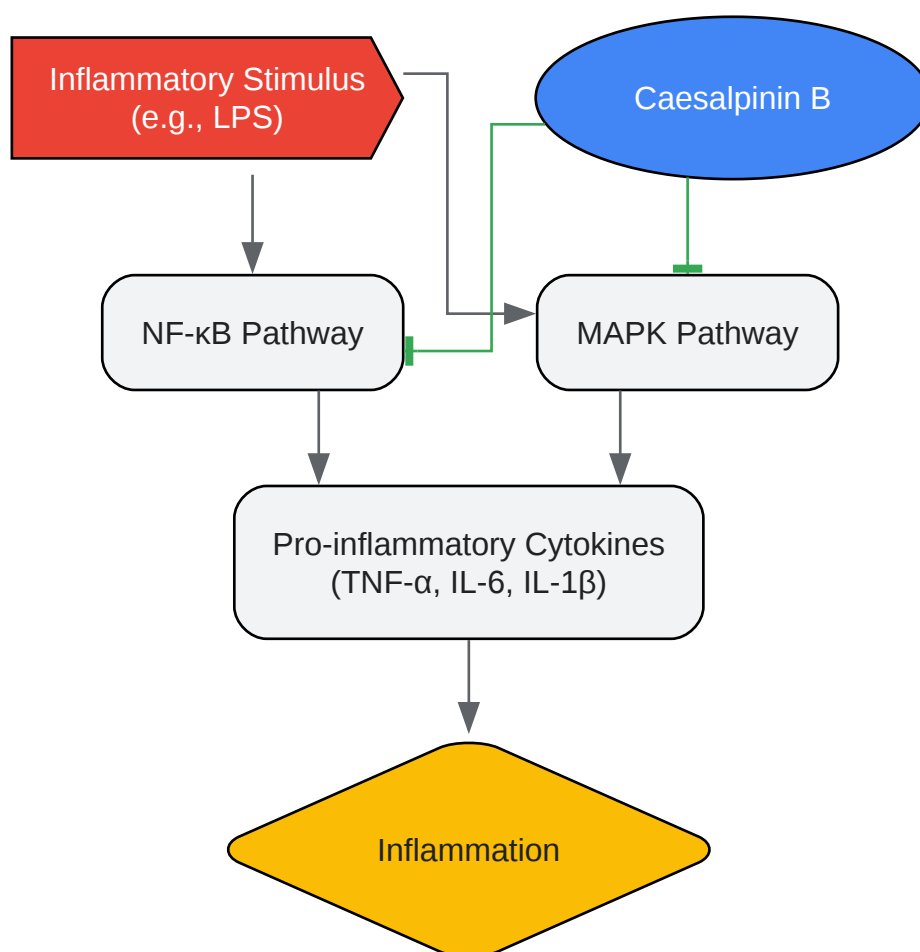 Inflammatory Stimulus
(e.g., LPS)
Caesalpinin B
NF-κB Pathway
MAPK Pathway
Pro-inflammatory Cytokines
(TNF-α, IL-6, IL-1β)
Inflammation